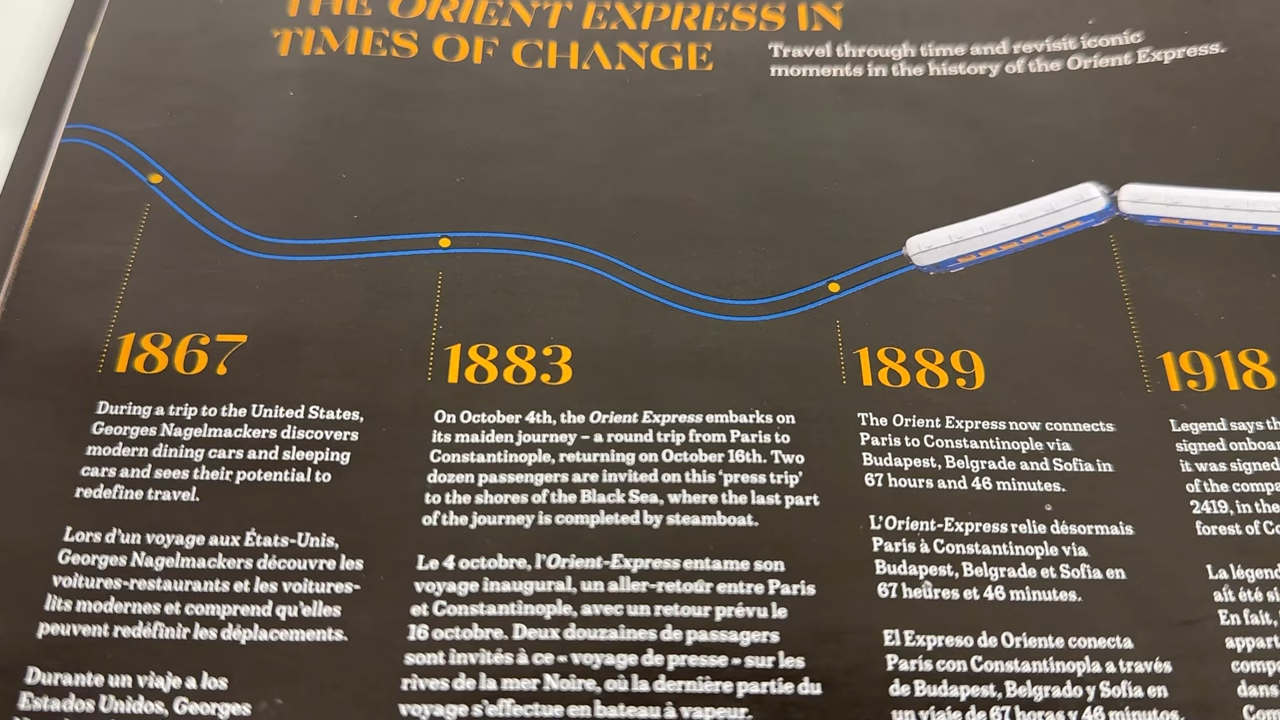 THE ORIENT EXPRESS IN
TIMES OF CHANGE
Travel through time and revisit iconic
moments in the history of the Orient Express.
1867
During a trip to the United States,
Georges Nagelmackers discovers
modern dining cars and sleeping
cars and sees their potential to
redefine travel.
Lors d'un voyage aux États-Unis,
Georges Nagelmackers découvre les
voitures-restaurants et les voitures-
lits modernes et comprend qu'elles
peuvent redéfinir les déplacements.
Durante un viaje a los
Estados Unidos, Georges
1883
On October 4th, the Orient Express embarks on
its maiden journey – a round trip from Paris to
Constantinople, returning on October 16th. Two
dozen passengers are invited on this 'press trip'
to the shores of the Black Sea, where the last part
of the journey is completed by steamboat.
Le 4 octobre, l'Orient-Express entame son
voyage inaugural, un aller-retour entre Paris
et Constantinople, avec un retour prévu le
16 octobre. Deux douzaines de passagers
sont invités à ce « voyage de presse » sur les
rives de la mer Noire, où la dernière partie du
voyage s'effectue en bateau à vapeur.
1889
The Orient Express now connects
Paris to Constantinople via
Budapest, Belgrade and Sofia in
67 hours and 46 minutes.
L'Orient-Express relie désormais
Paris à Constantinople via
Budapest, Belgrade et Sofia en
67 heures et 46 minutes.
El Expreso de Oriente conecta
París con Constantinopla a través
de Budapest, Belgrado y Sofía en
un viaje de 67 horas y 46 minutos.
1918
Legend says
signed
it was signed
of the
2419, in the
forest of
La
ait été
En fait,
dans